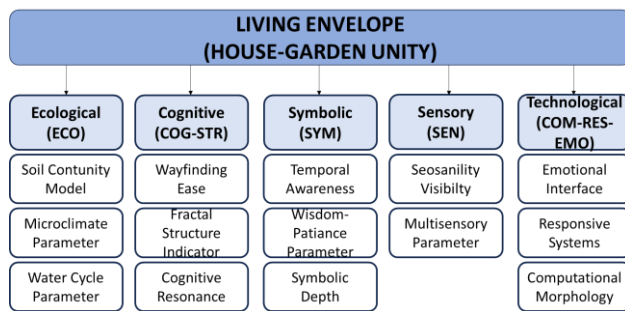 LIVING ENVELOPE
(HOUSE-GARDEN UNITY)
Ecological
(ECO)
Soil Contunity
Model
Microclimate
Parameter
Water Cycle
Parameter
Cognitive
(COG-STR)
Wayfinding
Ease
Fractal
Structure
Indicator
Cognitive
Resonance
Symbolic
(SYM)
Temporal
Awareness
Wisdom-
Patiance
Parameter
Symbolic
Depth
Sensory
(SEN)
Seosanility
Visibilty
Multisensory
Parameter
Technological
(COM-RES-
EMO)
Emotional
Interface
Responsive
Systems
Computational
Morphology